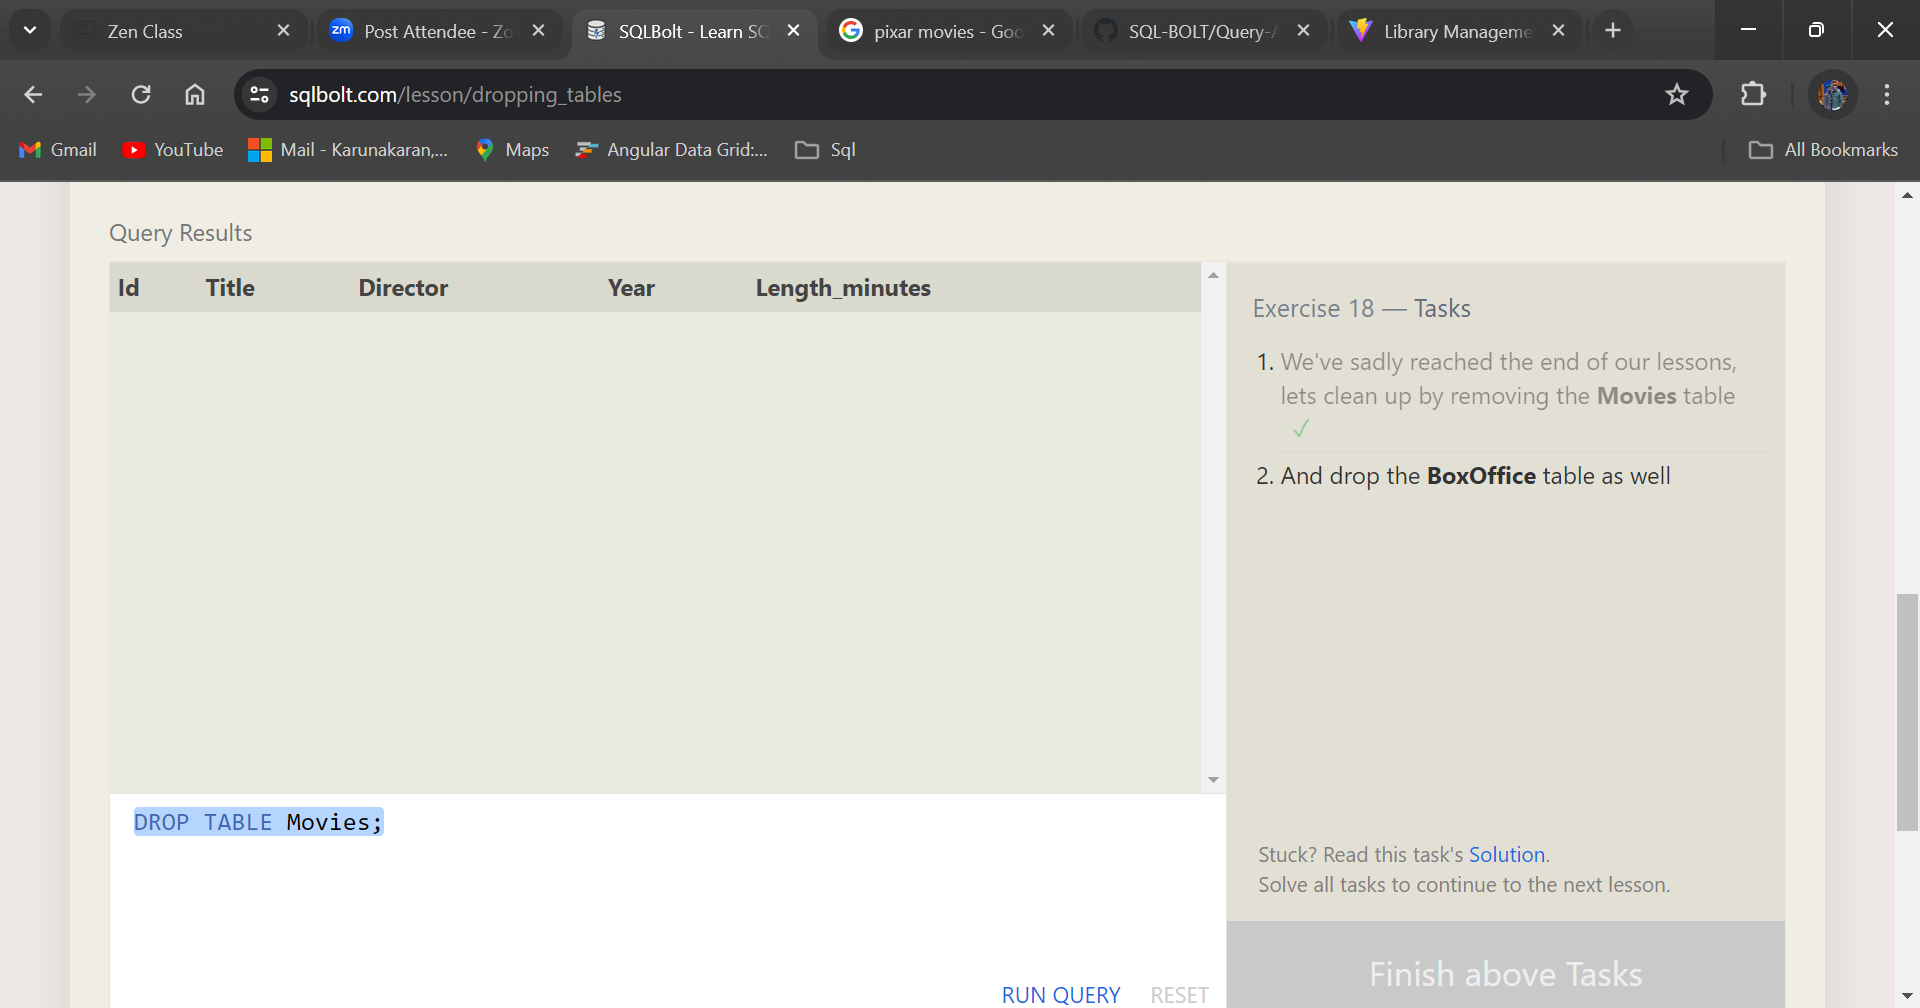 Zen Class
zm Post Attendee - Zo
SQLBolt - Learn SQ
pixar movies - Goo
SQL-BOLT/Query-A
Library Manageme
sqlbolt.com/lesson/dropping_tables
Gmail
YouTube
Mail - Karunakaran,...
Maps
Angular Data Grid:...
Sql
All Bookmarks
Query Results
Id Title Director Year Length_minutes
Exercise 18 — Tasks
1. We've sadly reached the end of our lessons,
lets clean up by removing the Movies table
✓
2. And drop the BoxOffice table as well
DROP TABLE Movies;
Stuck? Read this task's Solution.
Solve all tasks to continue to the next lesson.
RUN QUERY RESET
Finish above Tasks